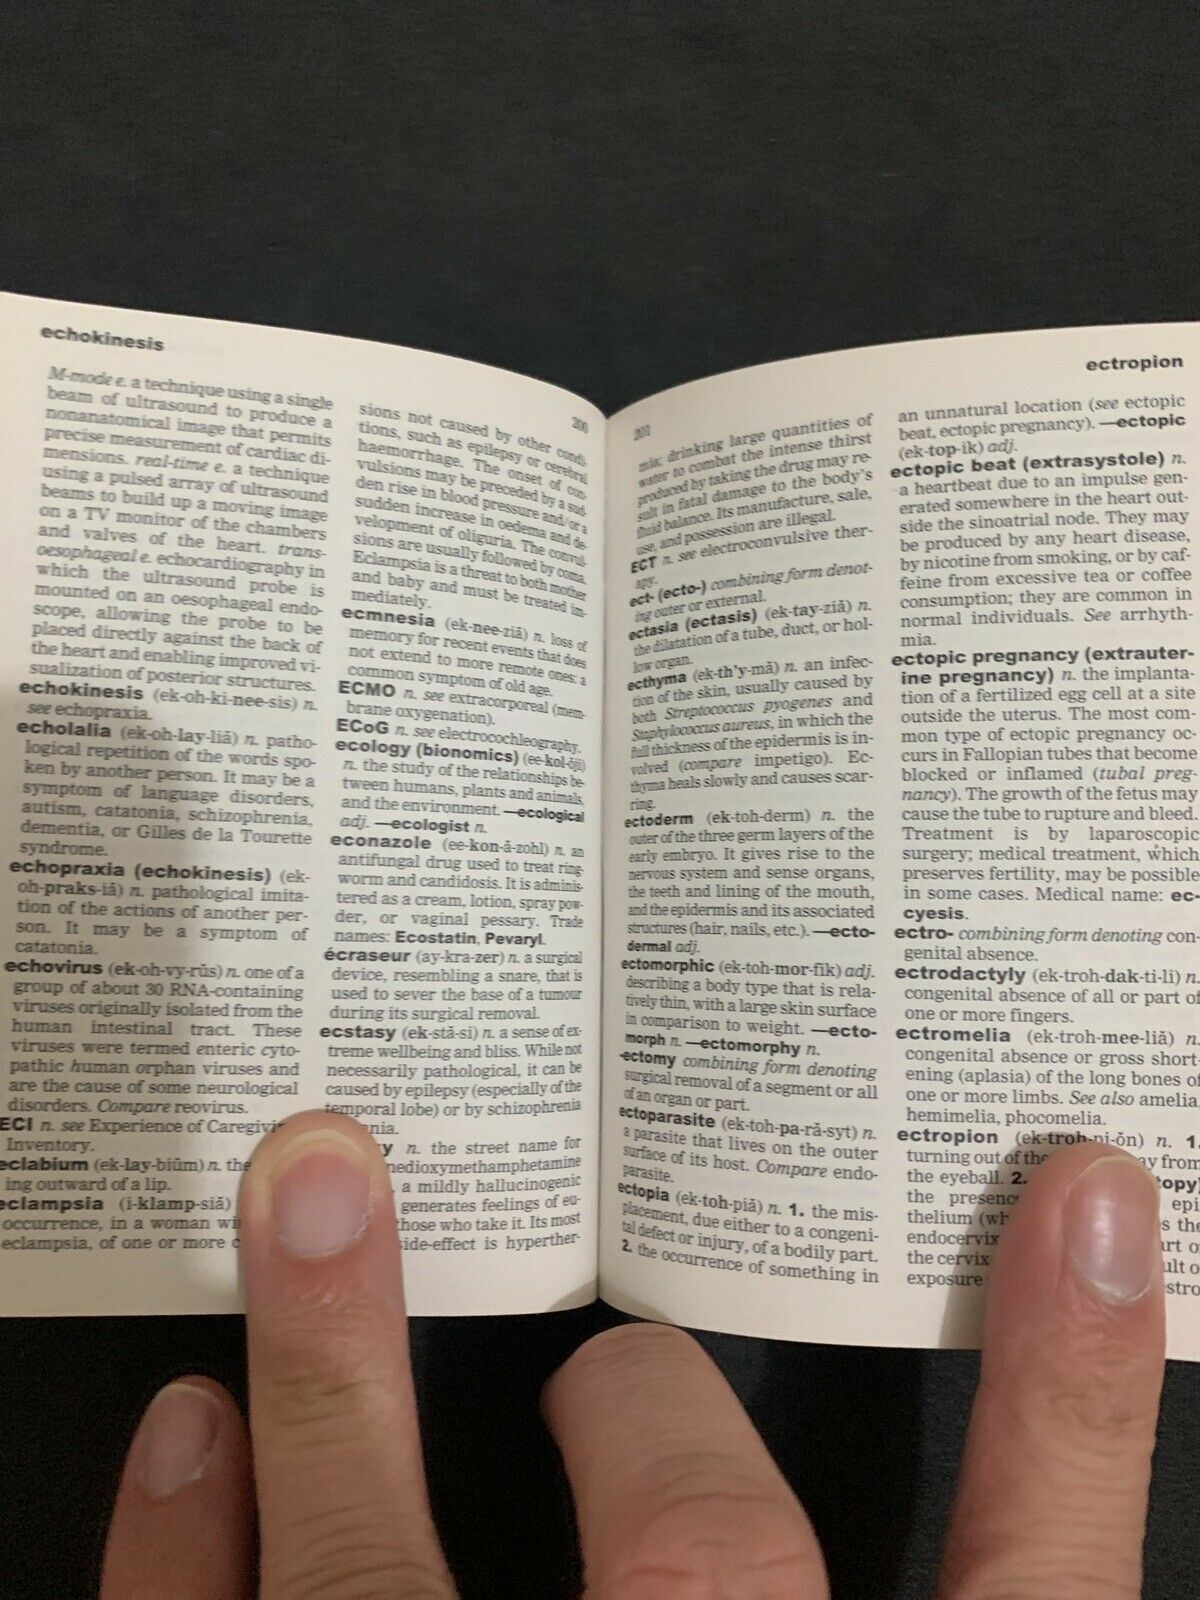 echokinesis
200
M-mode e. a technique using a single
beam of ultrasound to produce a
nonanatomical image that permits
precise measurement of cardiac di-
mensions. real-time e. a technique
using a pulsed array of ultrasound
beams to build up a moving image
on a TV monitor of the chambers
and valves of the heart. trans-
oesophageal e. echocardiography in
which the ultrasound probe is
mounted on an oesophageal endo-
scope, allowing the probe to be
placed directly against the back of
the heart and enabling improved vi-
sualization of posterior structures.
echokinesis (ek-oh-ki-nee-sis) n.
see echopraxia.
echolalia (ek-oh-lay-liă) n. patho-
logical repetition of the words spo-
ken by another person. It may be a
symptom of language disorders,
autism, catatonia, schizophrenia,
dementia, or Gilles de la Tourette
syndrome.
echopraxia (echokinesis) (ek-
oh-praks-iă) n. pathological imita-
tion of the actions of another per-
son. It may be a symptom of
catatonia.
echovirus (ek-oh-vy-rŭs) n. one of a
group of about 30 RNA-containing
viruses originally isolated from the
human intestinal tract. These
viruses were termed enteric cyto-
pathic human orphan viruses and
are the cause of some neurological
disorders. Compare reovirus.
ECI n. see Experience of Caregivi
Inventory.
eclabium (ek-lay-biŭm) n. the
ing outward of a lip.
eclampsia (i-klamp-siă)
occurrence, in a woman wi
eclampsia, of one or more c
sions not caused by other condi-
tions, such as epilepsy or cerebral
haemorrhage. The onset of con-
vulsions may be preceded by a sud-
den rise in blood pressure and/or a
sudden increase in oedema and de-
velopment of oliguria. The convul-
sions are usually followed by coma.
Eclampsia is a threat to both mother
and baby and must be treated im-
mediately.
ecmnesia (ek-nee-ziă) n. loss of
memory for recent events that does
not extend to more remote ones: a
common symptom of old age.
ECMO n. see extracorporeal (mem-
brane oxygenation).
ECoG n. see electrocochleography.
ecology (bionomics) (ee-kol-ŏji)
n. the study of the relationships be-
tween humans, plants and animals,
and the environment. —ecological
adj. —ecologist n.
econazole (ee-kon-ă-zohl) n. an
antifungal drug used to treat ring-
worm and candidosis. It is adminis-
tered as a cream, lotion, spray pow-
der, or vaginal pessary. Trade
names: Ecostatin, Pevaryl.
écraseur (ay-kra-zer) n. a surgical
device, resembling a snare, that is
used to sever the base of a tumour
during its surgical removal.
ecstasy (ek-stă-si) n. a sense of ex-
treme wellbeing and bliss. While not
necessarily pathological, it can be
caused by epilepsy (especially of the
temporal lobe) or by schizophrenia
ania.
y n. the street name for
nedioxymethamphetamine
, a mildly hallucinogenic
generates feelings of eu-
those who take it. Its most
side-effect is hyperther-
201
ectropion
mia; drinking large quantities of
water to combat the intense thirst
produced by taking the drug may re-
sult in fatal damage to the body's
fluid balance. Its manufacture, sale,
use, and possession are illegal.
ECT n. see electroconvulsive ther-
apy.
ect- (ecto-) combining form denot-
ing outer or external.
ectasia (ectasis) (ek-tay-ziă) n.
the dilatation of a tube, duct, or hol-
low organ.
ecthyma (ek-th'y-mă) n. an infec-
tion of the skin, usually caused by
both Streptococcus pyogenes and
Staphylococcus aureus, in which the
full thickness of the epidermis is in-
volved (compare impetigo). Ec-
thyma heals slowly and causes scar-
ring.
ectoderm (ek-toh-derm) n. the
outer of the three germ layers of the
early embryo. It gives rise to the
nervous system and sense organs,
the teeth and lining of the mouth,
and the epidermis and its associated
structures (hair, nails, etc.). —ecto-
dermal adj.
ectomorphic (ek-toh-mor-fik) adj.
describing a body type that is rela-
tively thin, with a large skin surface
in comparison to weight. —ecto-
morph n. —ectomorphy n.
-ectomy combining form denoting
surgical removal of a segment or all
of an organ or part.
ectoparasite (ek-toh-pa-ră-syt) n.
a parasite that lives on the outer
surface of its host. Compare endo-
parasite.
ectopia (ek-toh-piă) n. 1. the mis-
placement, due either to a congeni-
tal defect or injury, of a bodily part.
2. the occurrence of something in
an unnatural location (see ectopic
beat, ectopic pregnancy). —ectopic
(ek-top-ik) adj.
ectopic beat (extrasystole) n.
a heartbeat due to an impulse gen-
erated somewhere in the heart out-
side the sinoatrial node. They may
be produced by any heart disease,
by nicotine from smoking, or by caf-
feine from excessive tea or coffee
consumption; they are common in
normal individuals. See arrhyth-
mia.
ectopic pregnancy (extrauter-
ine pregnancy) n. the implanta-
tion of a fertilized egg cell at a site
outside the uterus. The most com-
mon type of ectopic pregnancy oc-
curs in Fallopian tubes that become
blocked or inflamed (tubal preg-
nancy). The growth of the fetus may
cause the tube to rupture and bleed.
Treatment is by laparoscopic
surgery; medical treatment, which
preserves fertility, may be possible
in some cases. Medical name: ec-
cyesis.
ectro- combining form denoting con-
genital absence.
ectrodactyly (ek-troh-dak-ti-li) n.
congenital absence of all or part of
one or more fingers.
ectromelia (ek-troh-mee-liă) n.
congenital absence or gross short-
ening (aplasia) of the long bones of
one or more limbs. See also amelia,
hemimelia, phocomelia.
ectropion (ek-troh-pi-ŏn) n. 1.
turning out of the ay from
the eyeball. 2. topy)
the presenc epi
thelium (wh s the
endocervix art o
the cervix ult o
exposure stro